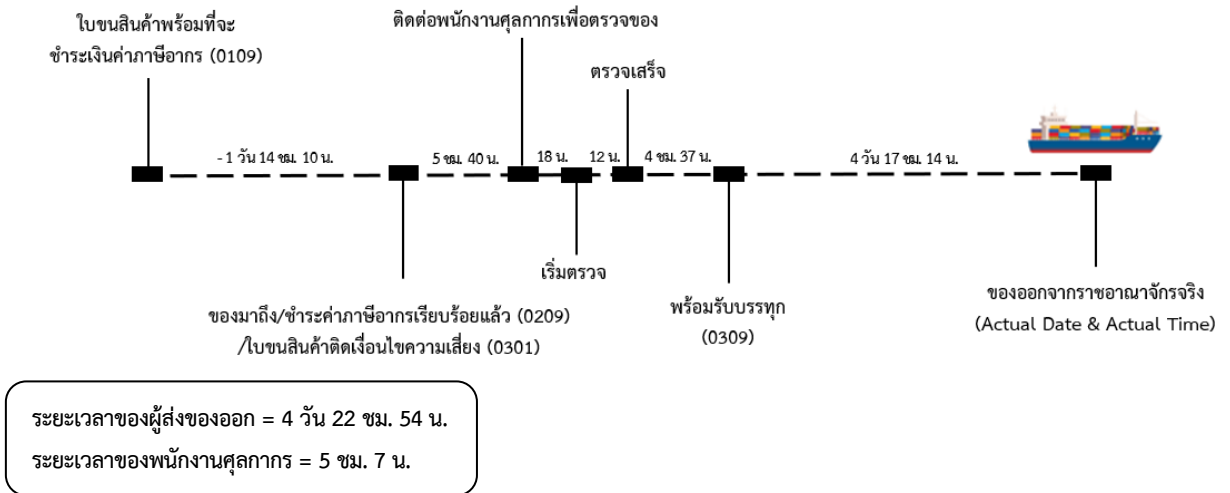 ใบขนสินค้าพร้อมที่จะ
ชำระเงินค่าภาษีอากร (0109)
ติดต่อพนักงานศุลกากรเพื่อตรวจของ
ตรวจเสร็จ
- 1 วัน 14 ชม. 10 น.
5 ชม. 40 น.
18 น.
12 น.
4 ชม. 37 น.
4 วัน 17 ชม. 14 น.
เริ่มตรวจ
ของมาถึง/ชำระค่าภาษีอากรเรียบร้อยแล้ว (0209)
/ใบขนสินค้าติดเงื่อนไขความเสี่ยง (0301)
พร้อมรับบรรทุก
(0309)
ของออกจากราชอาณาจักรจริง
(Actual Date & Actual Time)
ระยะเวลาของผู้ส่งของออก = 4 วัน 22 ชม. 54 น.
ระยะเวลาของพนักงานศุลกากร = 5 ชม. 7 น.